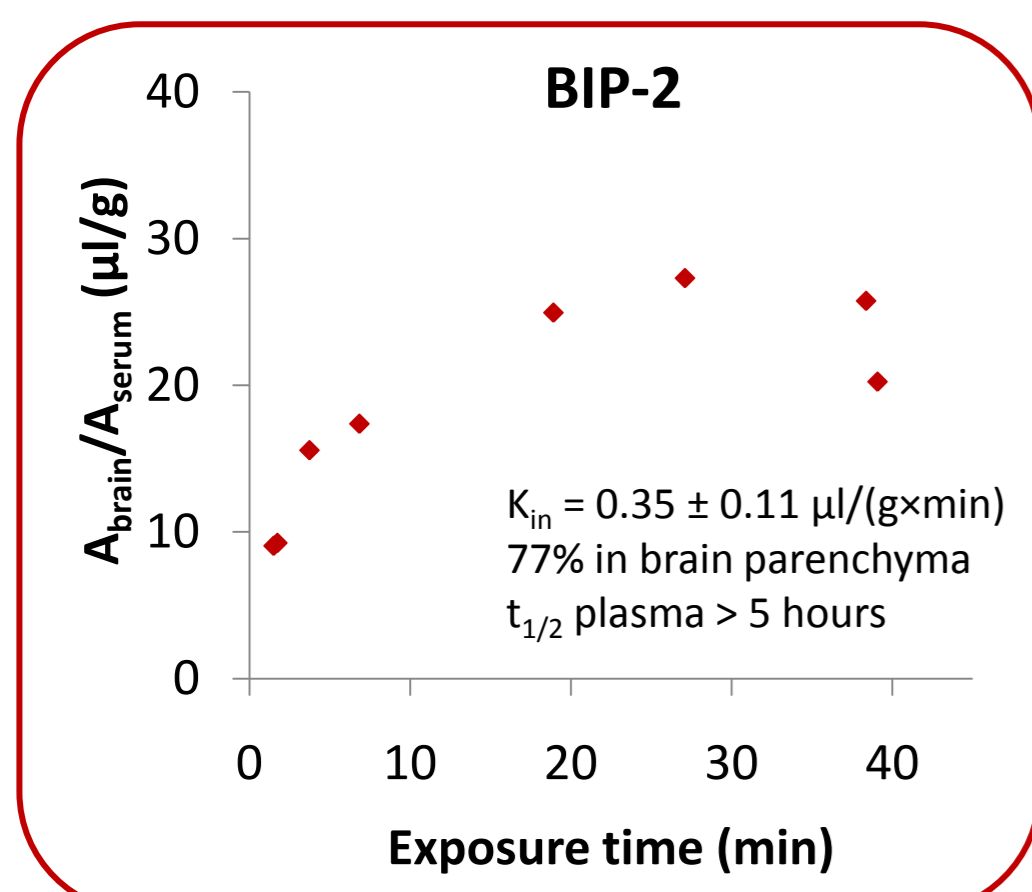 BIP-2
A_brain/A_serum (µl/g)
40
30
20
10
0
K_in = 0.35 ± 0.11 µl/(g×min)
77% in brain parenchyma
t_1/2 plasma > 5 hours
0 10 20 30 40
Exposure time (min)